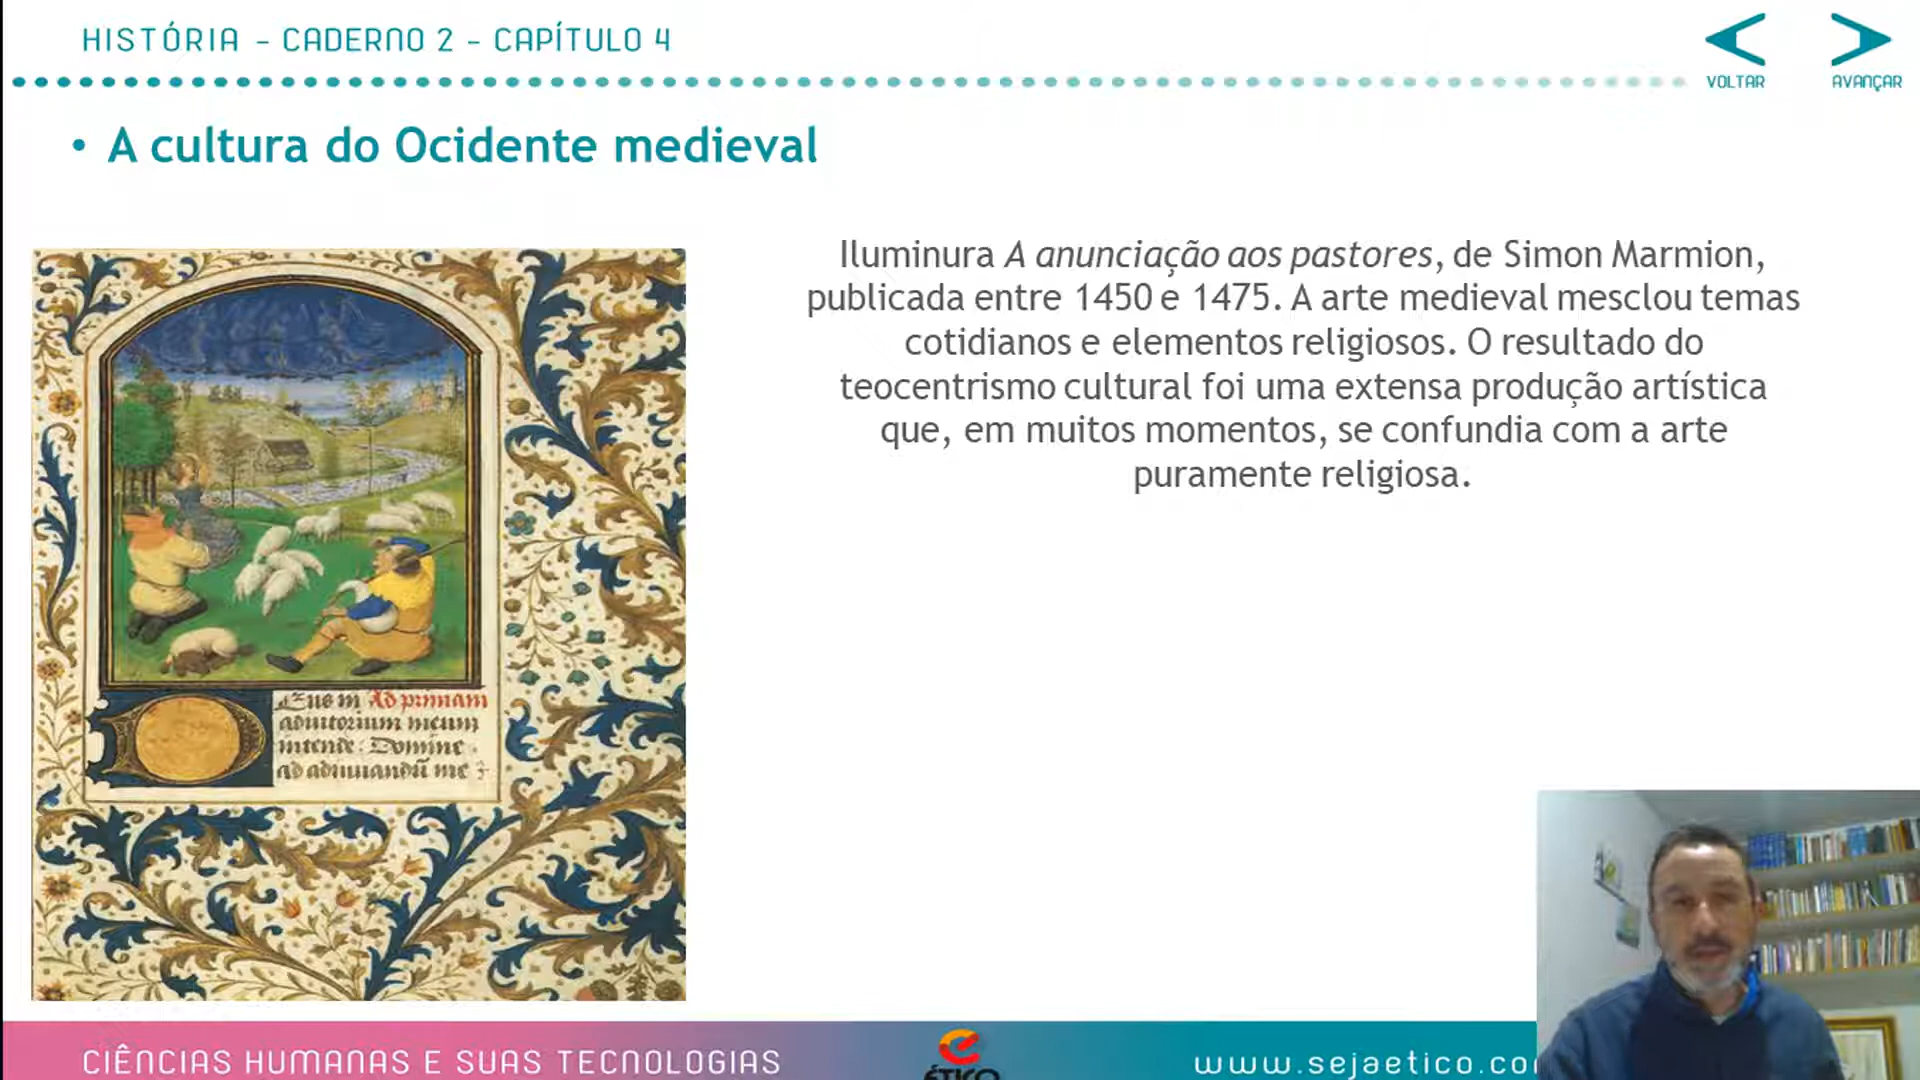 HISTÓRIA - CADERNO 2 - CAPÍTULO 4
VOLTAR
AVANÇAR
• A cultura do Ocidente medieval
Iluminura A anunciação aos pastores, de Simon Marmion,
publicada entre 1450 e 1475. A arte medieval mesclou temas
cotidianos e elementos religiosos. O resultado do
teocentrismo cultural foi uma extensa produção artística
que, em muitos momentos, se confundia com a arte
puramente religiosa.
Ad primam
adiutorium meum
intende. Domine
CIÊNCIAS HUMANAS E SUAS TECNOLOGIAS
ÉTICO
www.sejaetico.co